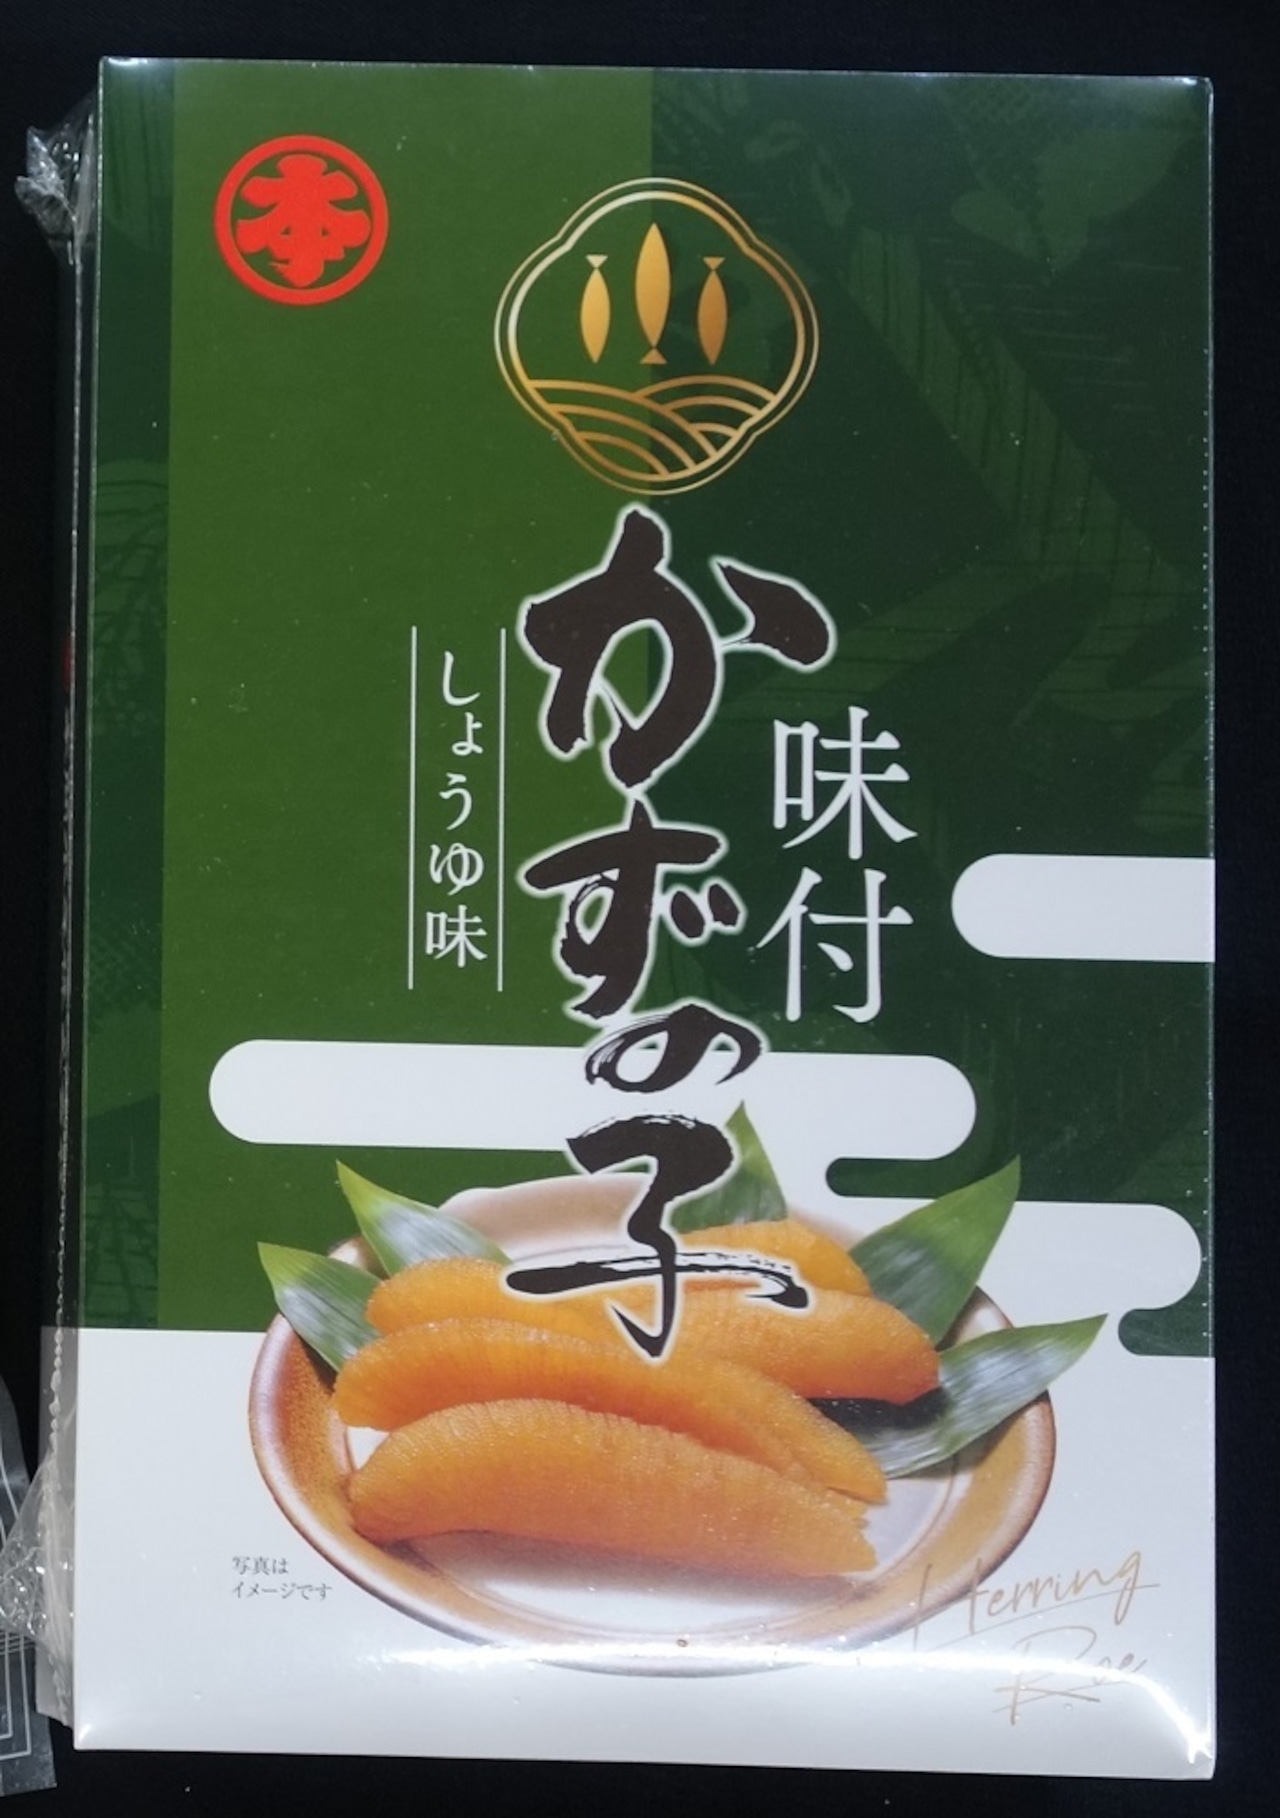 本
味付
かずの子
しょうゆ味
写真は
イメージです
Herring
Roe